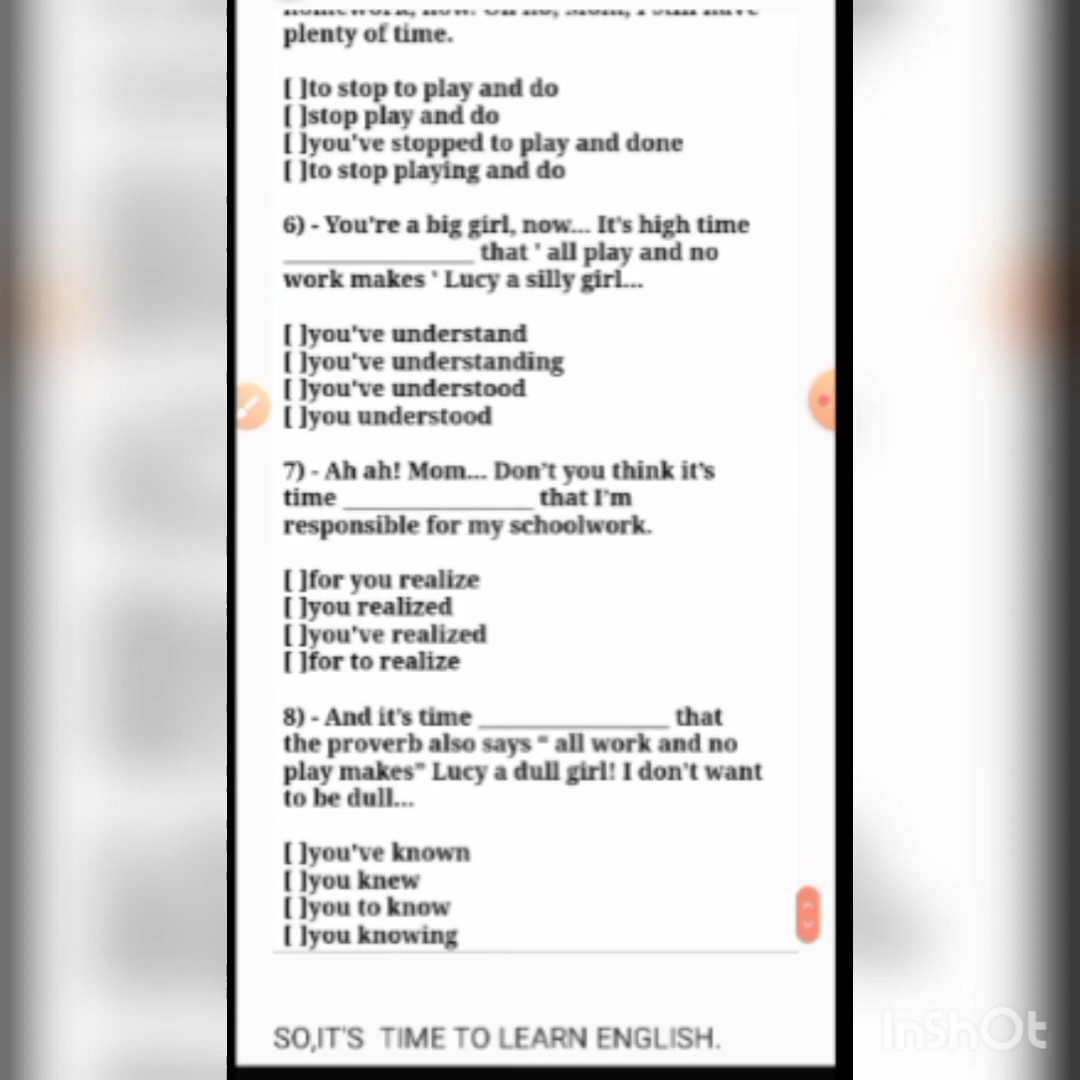 plenty of time.
[ ]to stop to play and do
[ ]stop play and do
[ ]you've stopped to play and done
[ ]to stop playing and do
6) - You're a big girl, now... It's high time
_________________ that ' all play and no
work makes ' Lucy a silly girl...
[ ]you've understand
[ ]you've understanding
[ ]you've understood
[ ]you understood
7) - Ah ah! Mom... Don't you think it's
time _________________ that I'm
responsible for my schoolwork.
[ ]for you realize
[ ]you realized
[ ]you've realized
[ ]for to realize
8) - And it's time _________________ that
the proverb also says “ all work and no
play makes” Lucy a dull girl! I don't want
to be dull...
[ ]you've known
[ ]you knew
[ ]you to know
[ ]you knowing
SO,IT'S TIME TO LEARN ENGLISH.
InShOt